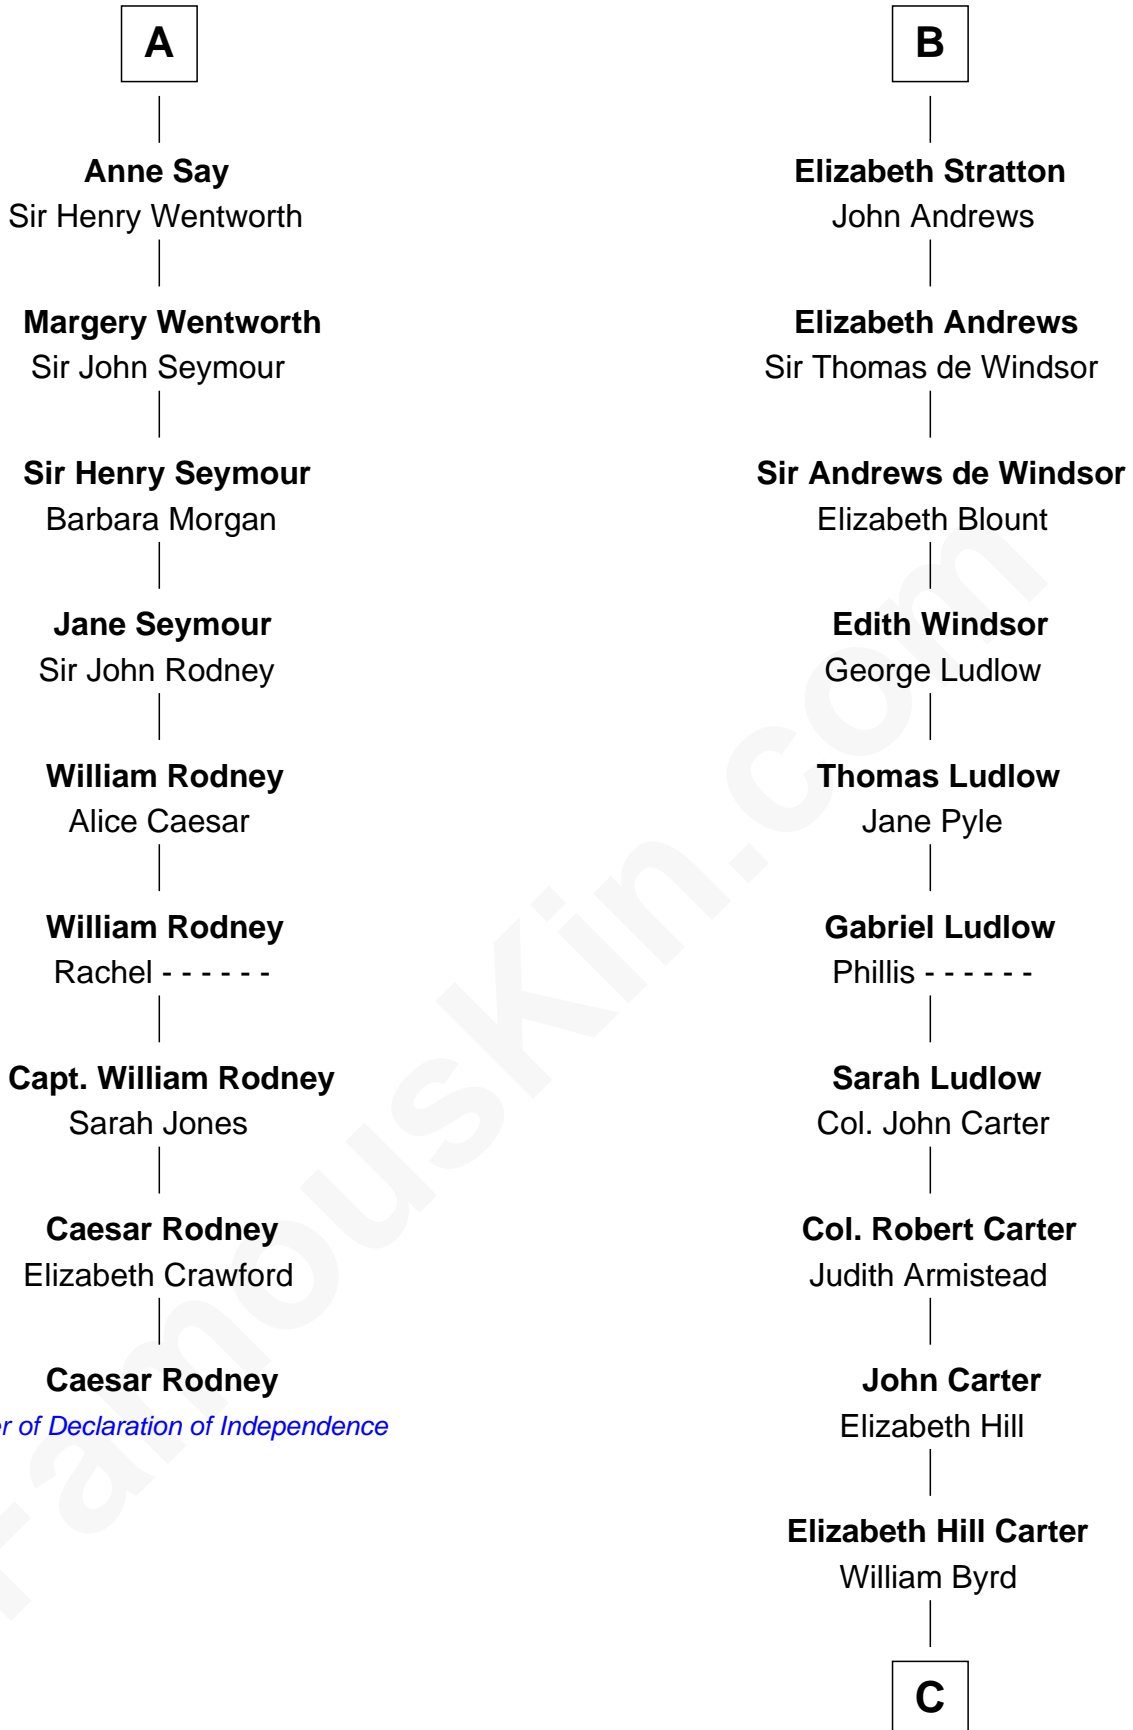 A
Anne Say
Sir Henry Wentworth
Margery Wentworth
Sir John Seymour
Sir Henry Seymour
Barbara Morgan
Jane Seymour
Sir John Rodney
William Rodney
Alice Caesar
William Rodney
Rachel - - - - - -
Capt. William Rodney
Sarah Jones
Caesar Rodney
Elizabeth Crawford
Caesar Rodney
of Declaration of Independence
B
Elizabeth Stratton
John Andrews
Elizabeth Andrews
Sir Thomas de Windsor
Sir Andrews de Windsor
Elizabeth Blount
Edith Windsor
George Ludlow
Thomas Ludlow
Jane Pyle
Gabriel Ludlow
Phillis - - - - - -
Sarah Ludlow
Col. John Carter
Col. Robert Carter
Judith Armistead
John Carter
Elizabeth Hill
Elizabeth Hill Carter
William Byrd
C
FamousKin.com